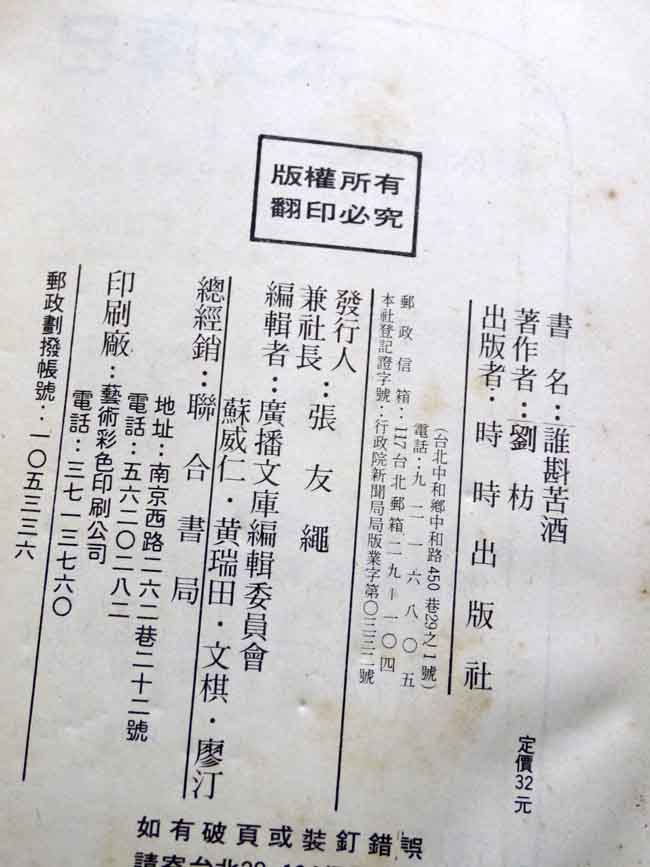 版權所有
翻印必究
書名：誰斟苦酒
著作者：劉枋
出版者：時時出版社
定價32元
（台北中和鄉中和路450巷29之1號）
電話：九二一六八〇五
郵政信箱：117台北郵箱二九－一〇四
本社登記證字號：行政院新聞局局版業字第〇三三二號
發行人
兼社長：張友繩
編輯者：廣播文庫編輯委員會
蘇威仁·黃瑞田·文棋·廖汀
總經銷：聯合書局
地址：南京西路二六二巷二十二號
電話：五六二〇二八二
印刷廠：藝術彩色印刷公司
電話：三七一三七六〇
郵政劃撥帳號：一〇五三三六
如有破頁或裝釘錯誤